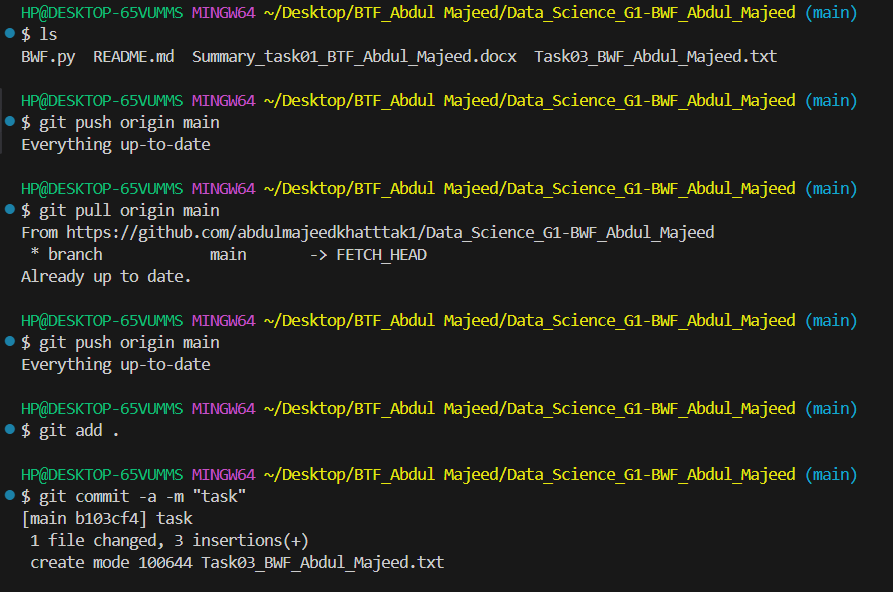 HP@DESKTOP-65VUMMS MINGW64 ~/Desktop/BTF_Abdul Majeed/Data_Science_G1-BWF_Abdul_Majeed (main)
$ ls
BWF.py  README.md  Summary_task01_BTF_Abdul_Majeed.docx  Task03_BWF_Abdul_Majeed.txt
HP@DESKTOP-65VUMMS MINGW64 ~/Desktop/BTF_Abdul Majeed/Data_Science_G1-BWF_Abdul_Majeed (main)
$ git push origin main
Everything up-to-date
HP@DESKTOP-65VUMMS MINGW64 ~/Desktop/BTF_Abdul Majeed/Data_Science_G1-BWF_Abdul_Majeed (main)
$ git pull origin main
From https://github.com/abdulmajeedkhatttak1/Data_Science_G1-BWF_Abdul_Majeed
 * branch            main       -> FETCH_HEAD
Already up to date.
HP@DESKTOP-65VUMMS MINGW64 ~/Desktop/BTF_Abdul Majeed/Data_Science_G1-BWF_Abdul_Majeed (main)
$ git push origin main
Everything up-to-date
HP@DESKTOP-65VUMMS MINGW64 ~/Desktop/BTF_Abdul Majeed/Data_Science_G1-BWF_Abdul_Majeed (main)
$ git add .
HP@DESKTOP-65VUMMS MINGW64 ~/Desktop/BTF_Abdul Majeed/Data_Science_G1-BWF_Abdul_Majeed (main)
$ git commit -a -m "task"
[main b103cf4] task
 1 file changed, 3 insertions(+)
 create mode 100644 Task03_BWF_Abdul_Majeed.txt